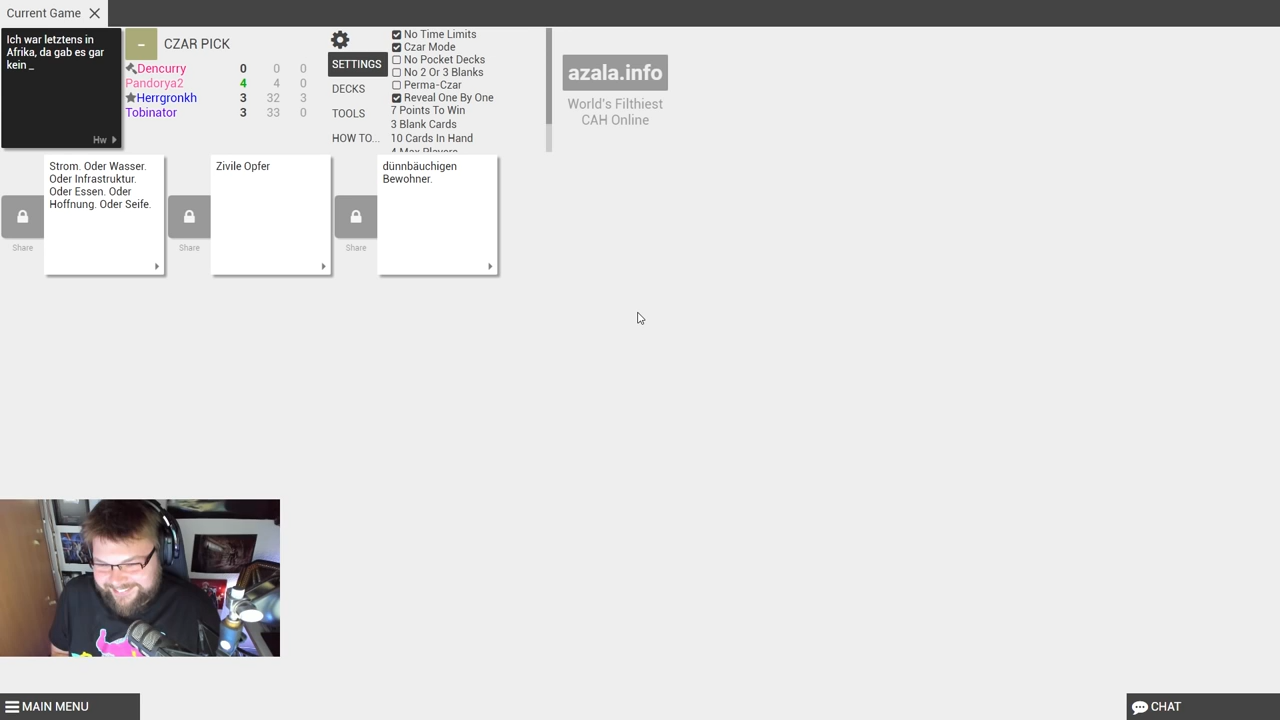 Current Game
Ich war letztens in
Afrika, da gab es gar
kein _
Hw
–
CZAR PICK
Dencurry 0 0 0
Pandorya2 4 4 0
Herrgronkh 3 32 3
Tobinator 3 33 0
SETTINGS
DECKS
TOOLS
HOW TO...
No Time Limits
Czar Mode
No Pocket Decks
No 2 Or 3 Blanks
Perma-Czar
Reveal One By One
7 Points To Win
3 Blank Cards
10 Cards In Hand
4 Max Players
azala.info
World's Filthiest
CAH Online
Share
Strom. Oder Wasser.
Oder Infrastruktur.
Oder Essen. Oder
Hoffnung. Oder Seife.
Share
Zivile Opfer
Share
dünnbäuchigen
Bewohner.
MAIN MENU
CHAT